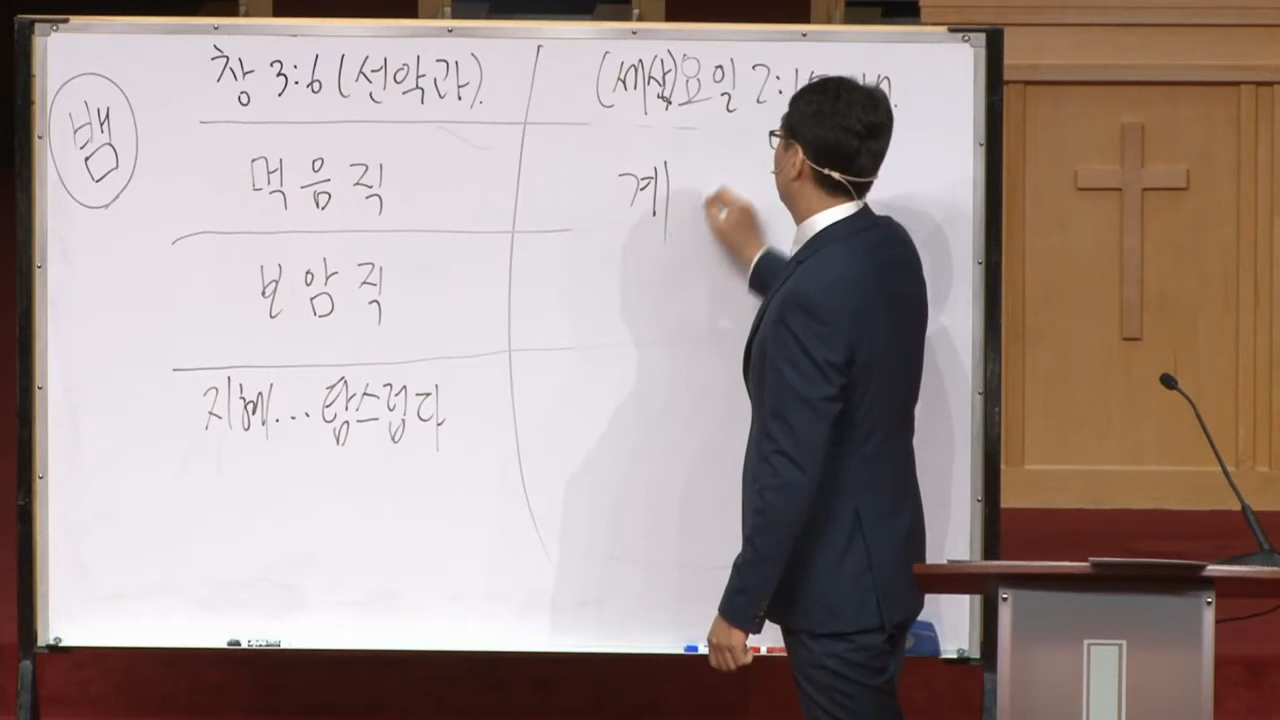 뱀
창 3:6 (선악과).
(세상)요일 2:1
먹음직
계
보암직
지혜... 탐스럽다